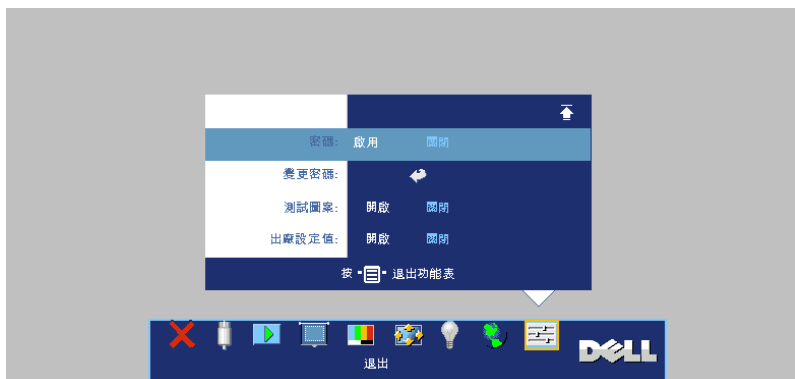 密碼: 啟用 關閉
變更密碼:
測試圖案: 開啟 關閉
出廠設定值: 開啟 關閉
按 " " 退出功能表
退出
DELL